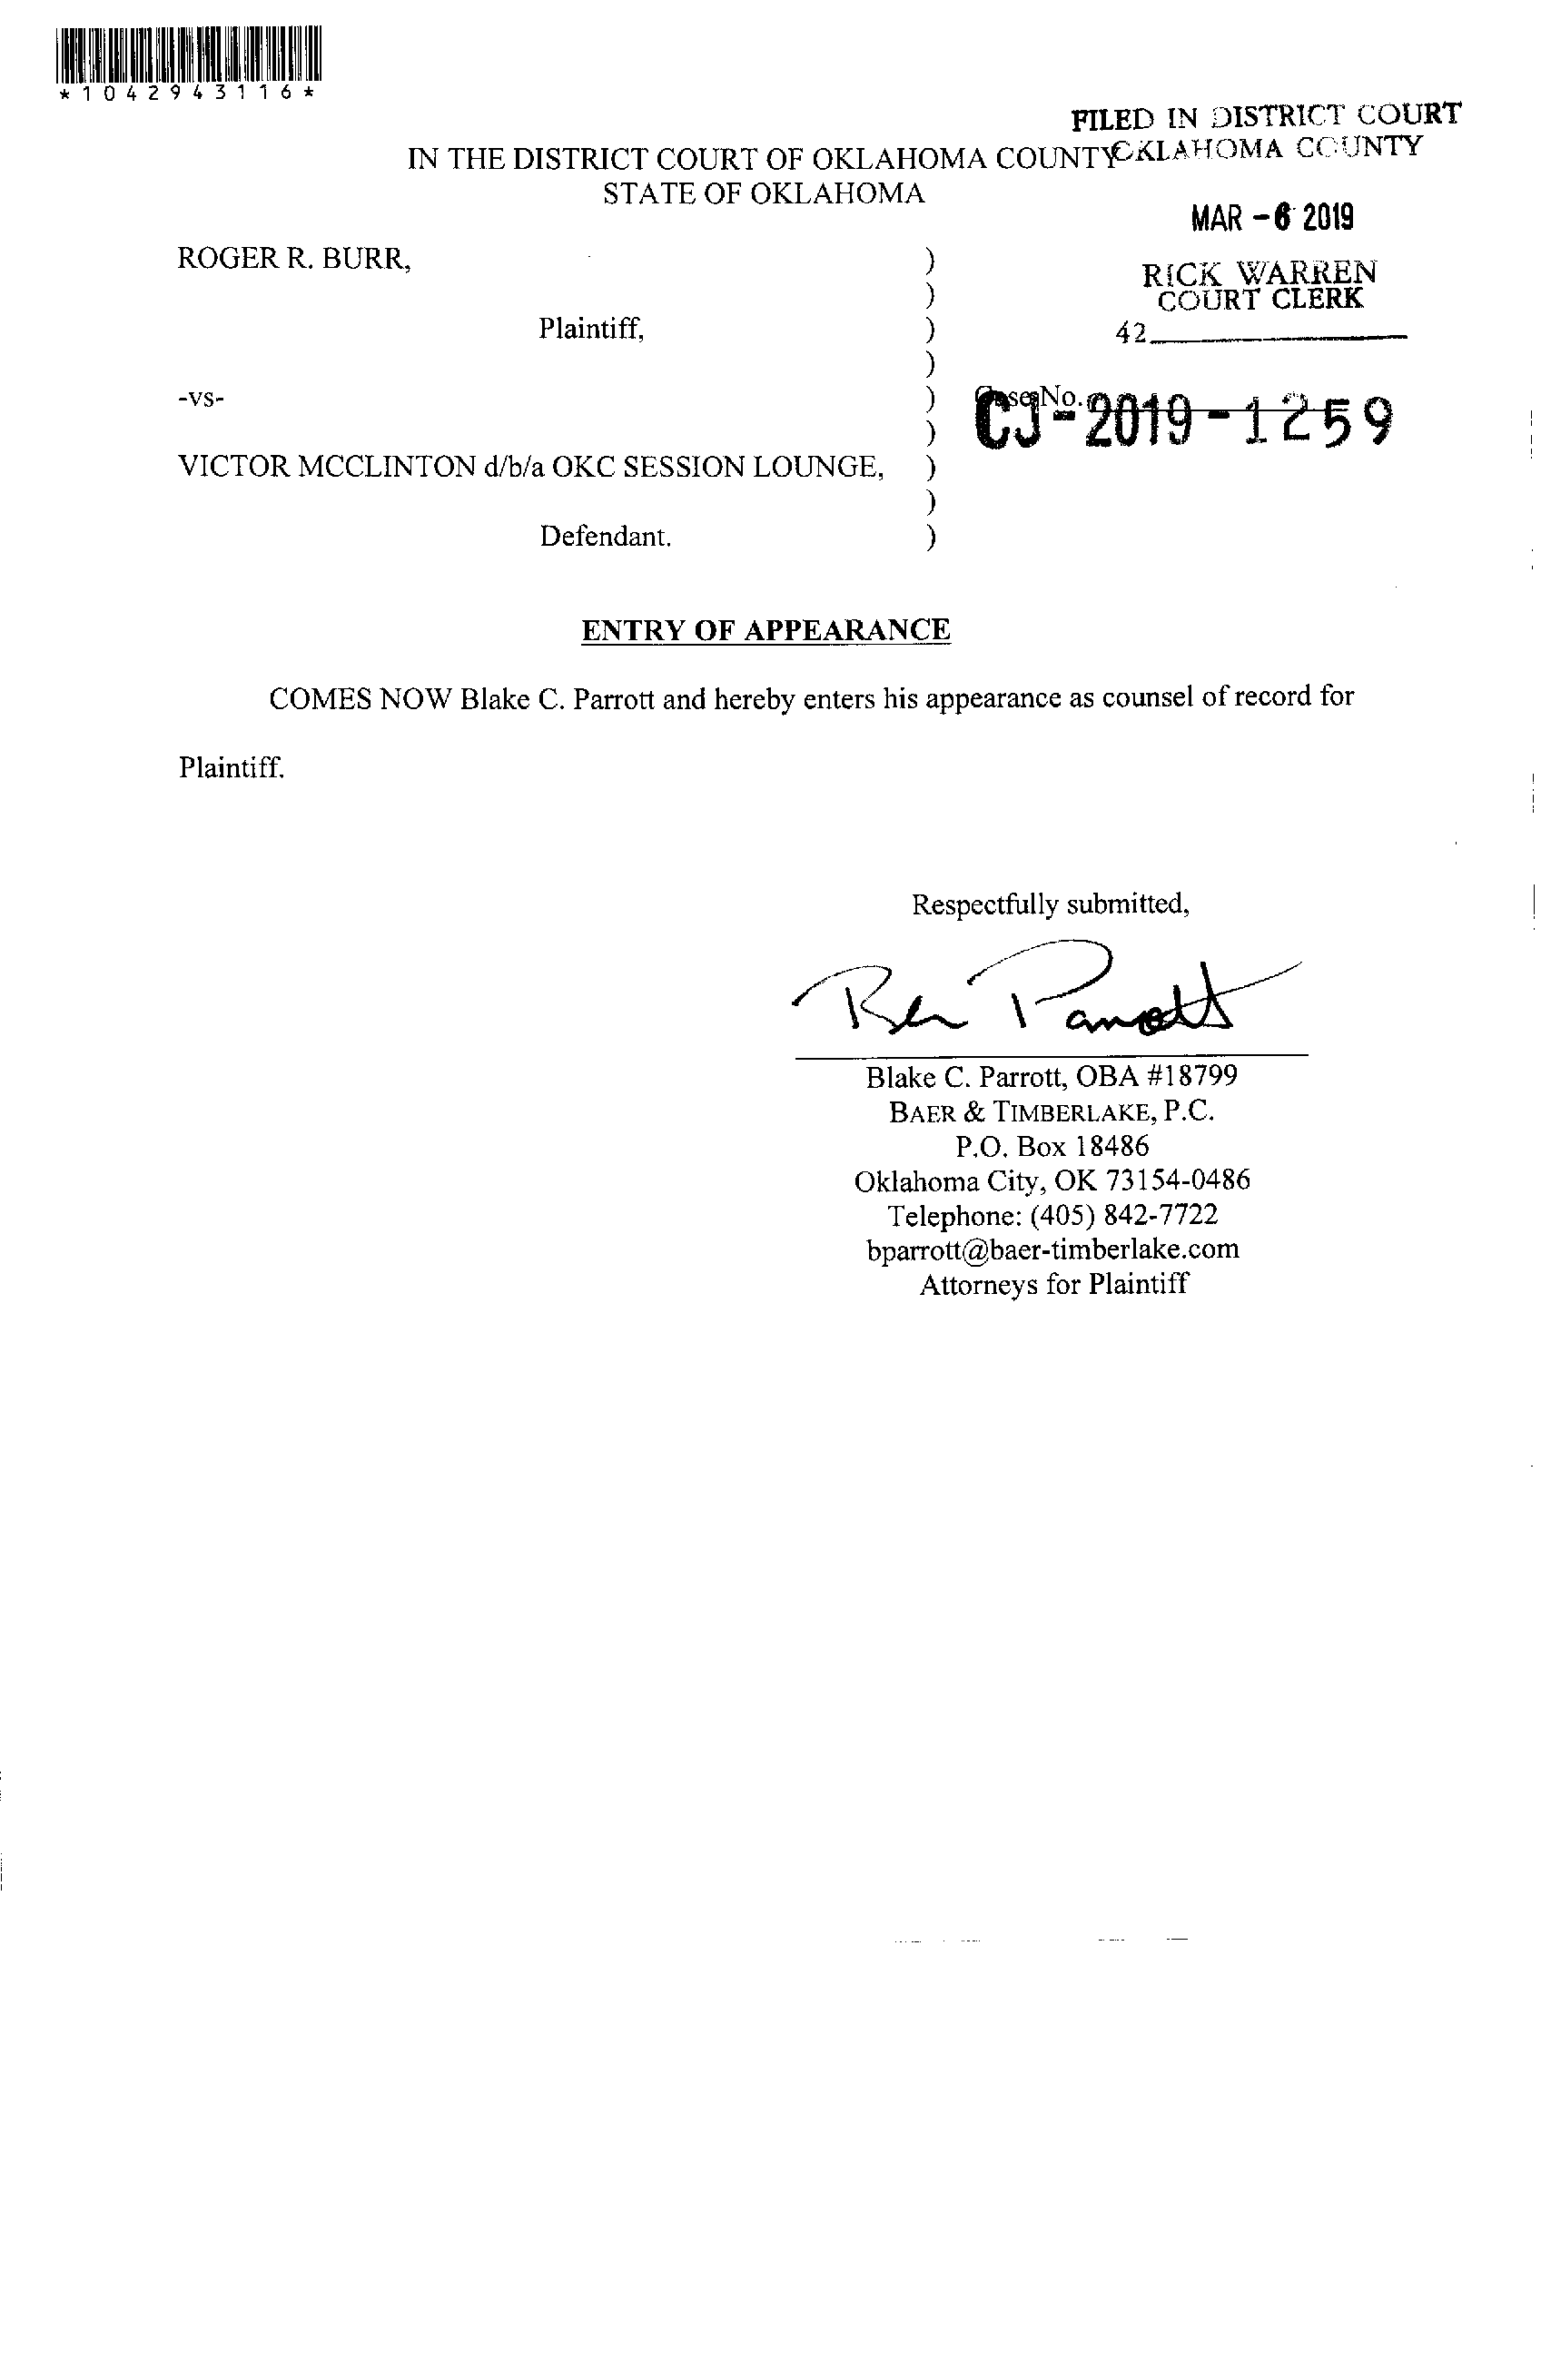 *1042943116*
FILED IN DISTRICT COURT
OKLAHOMA COUNTY
IN THE DISTRICT COURT OF OKLAHOMA COUNTY
STATE OF OKLAHOMA
MAR -6 2019
ROGER R. BURR, )
RICK WARREN
)
COURT CLERK
Plaintiff, )
42
)
-vs- ) Case No.
CJ-2019-1259
)
VICTOR MCCLINTON d/b/a OKC SESSION LOUNGE, )
)
Defendant. )
ENTRY OF APPEARANCE
COMES NOW Blake C. Parrott and hereby enters his appearance as counsel of record for
Plaintiff.
Respectfully submitted,
Blake C. Parrott, OBA #18799
BAER & TIMBERLAKE, P.C.
P.O. Box 18486
Oklahoma City, OK 73154-0486
Telephone: (405) 842-7722
bparrott@baer-timberlake.com
Attorneys for Plaintiff